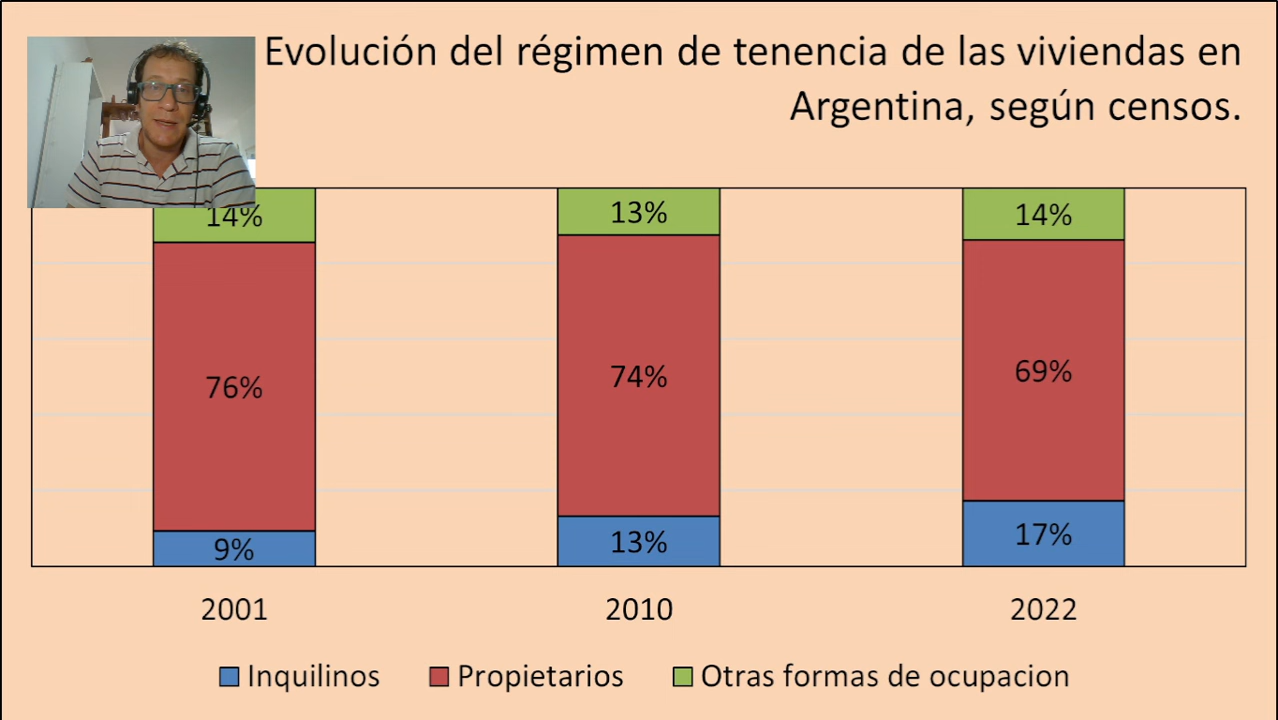 Evolución del régimen de tenencia de las viviendas en
Argentina, según censos.
14%
13%
14%
76%
74%
69%
9%
13%
17%
2001
2010
2022
Inquilinos
Propietarios
Otras formas de ocupacion